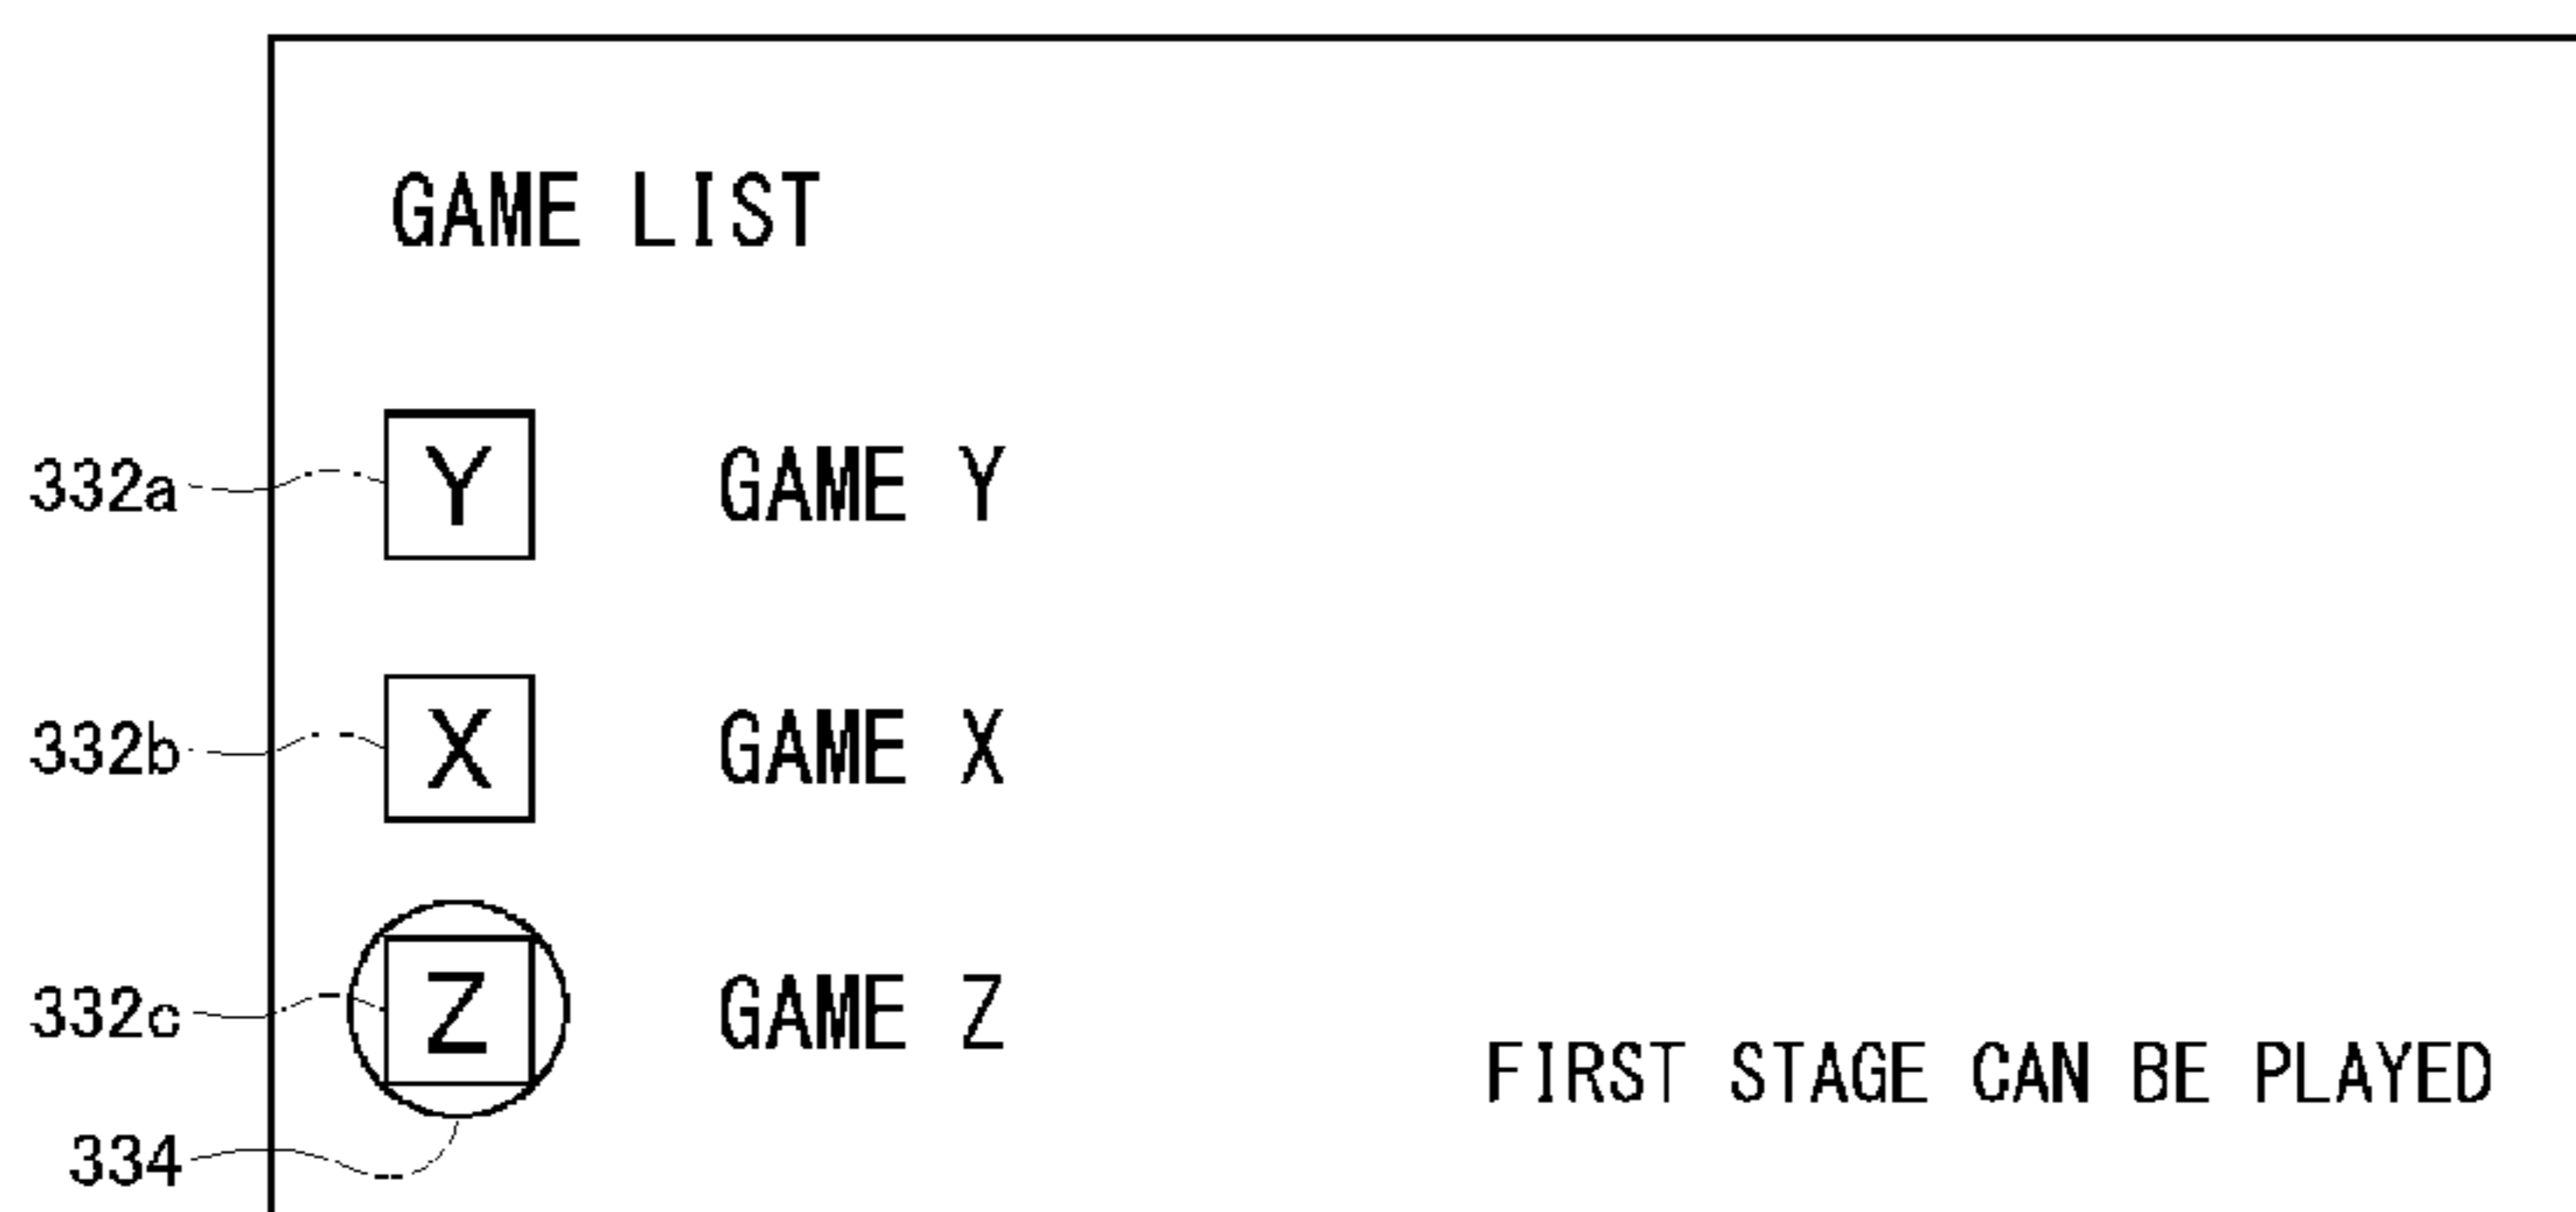 GAME LIST
332a Y GAME Y
332b X GAME X
332c Z GAME Z
FIRST STAGE CAN BE PLAYED
334